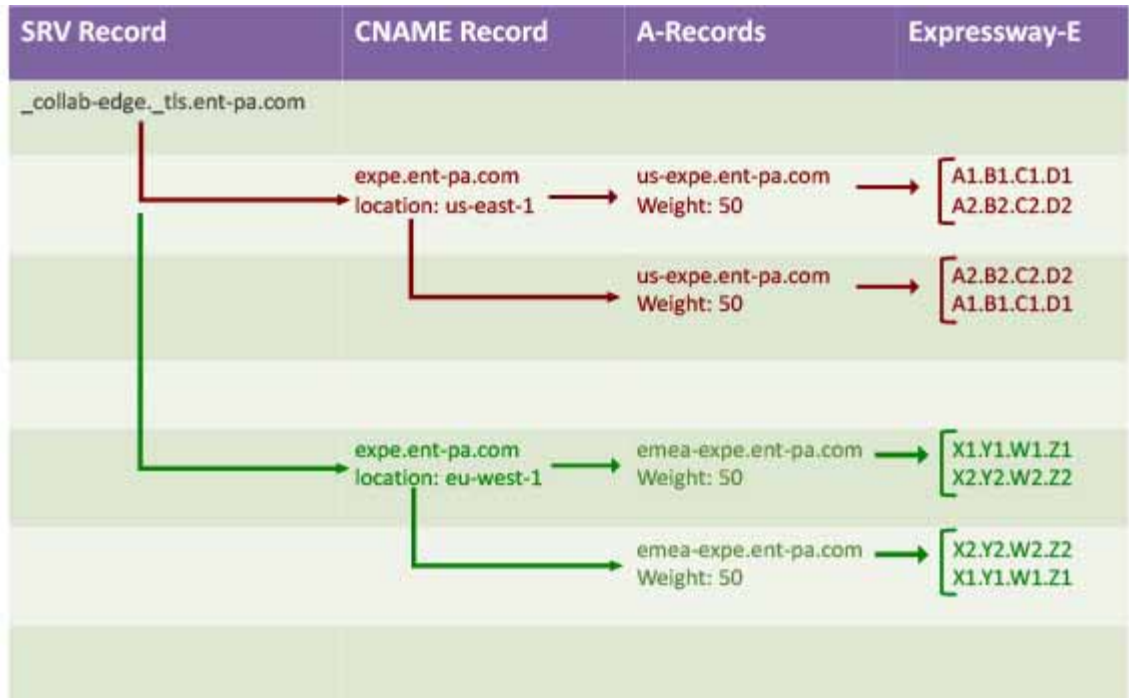 SRV Record
CNAME Record
A-Records
Expressway-E
_collab-edge._tls.ent-pa.com
expe.ent-pa.com
location: us-east-1
us-expe.ent-pa.com
Weight: 50
A1.B1.C1.D1
A2.B2.C2.D2
us-expe.ent-pa.com
Weight: 50
A2.B2.C2.D2
A1.B1.C1.D1
expe.ent-pa.com
location: eu-west-1
emea-expe.ent-pa.com
Weight: 50
X1.Y1.W1.Z1
X2.Y2.W2.Z2
emea-expe.ent-pa.com
Weight: 50
X2.Y2.W2.Z2
X1.Y1.W1.Z1